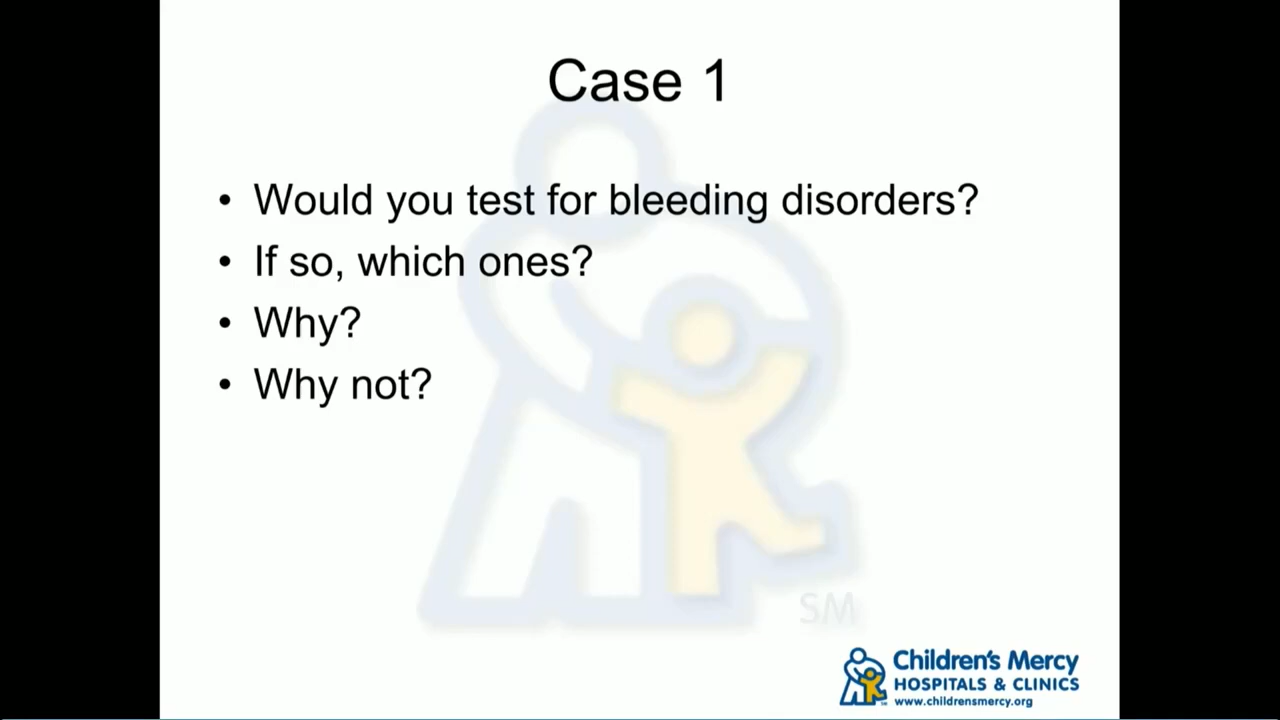 Case 1
• Would you test for bleeding disorders?
• If so, which ones?
• Why?
• Why not?
SM
Children's Mercy
HOSPITALS & CLINICS
www.childrensmercy.org